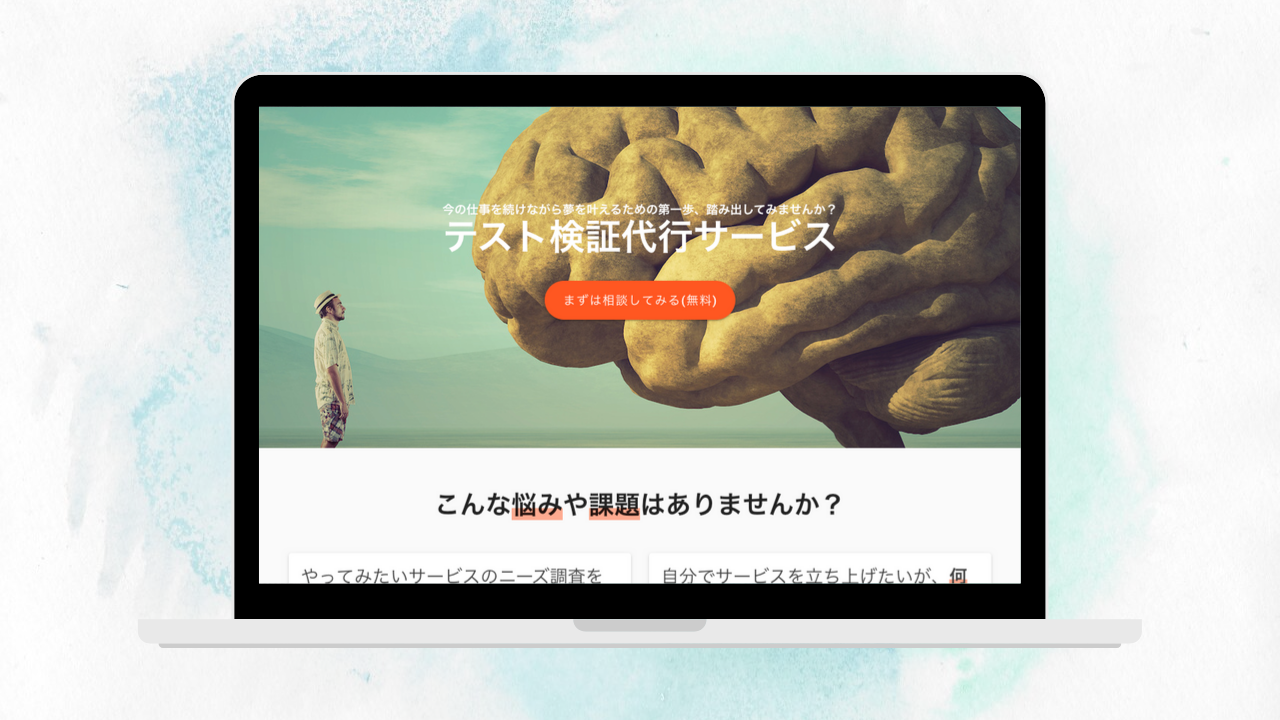 今の仕事を続けながら夢を叶えるための第一歩、踏み出してみませんか？
テスト検証代行サービス
まずは相談してみる(無料)
こんな悩みや課題はありませんか？
やってみたいサービスのニーズ調査を
自分でサービスを立ち上げたいが、何